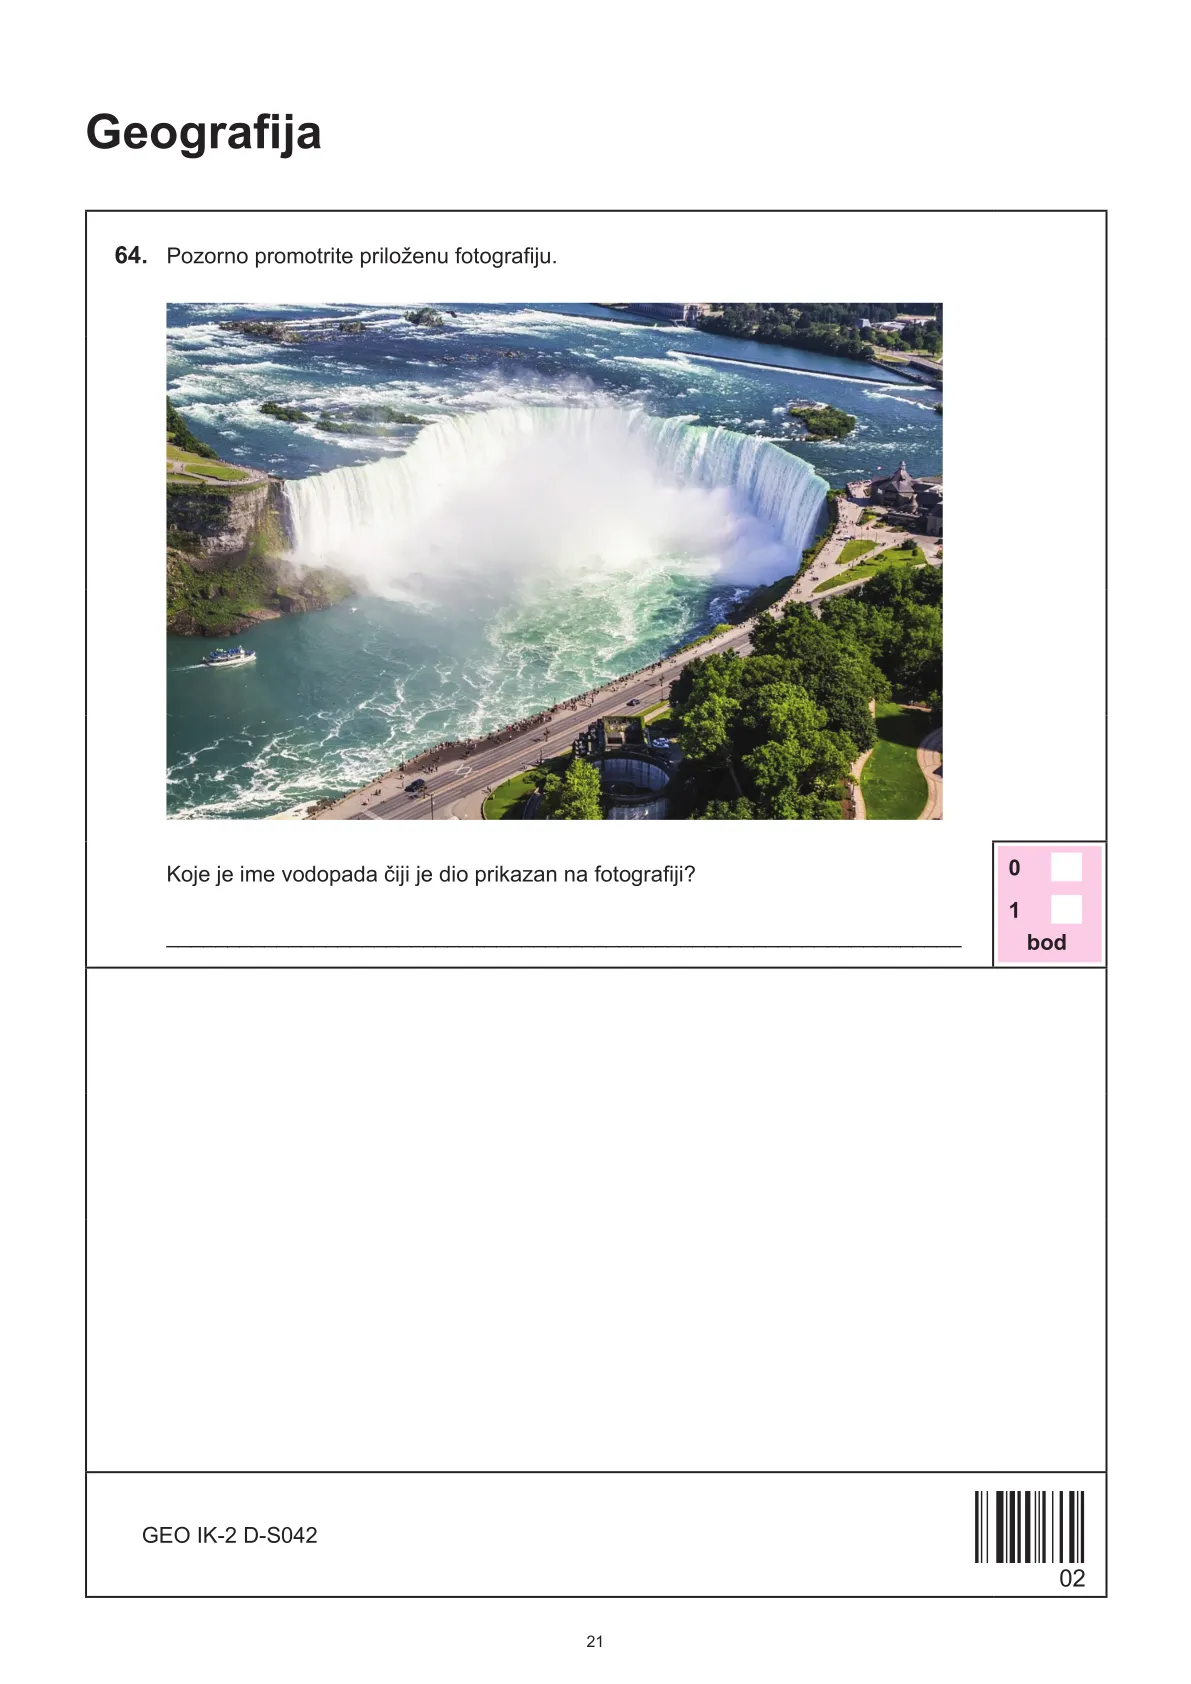 Geografija
64. Pozorno promotrite priloženu fotografiju.
Koje je ime vodopada čiji je dio prikazan na fotografiji?
0
1
bod
GEO IK-2 D-S042
02
21